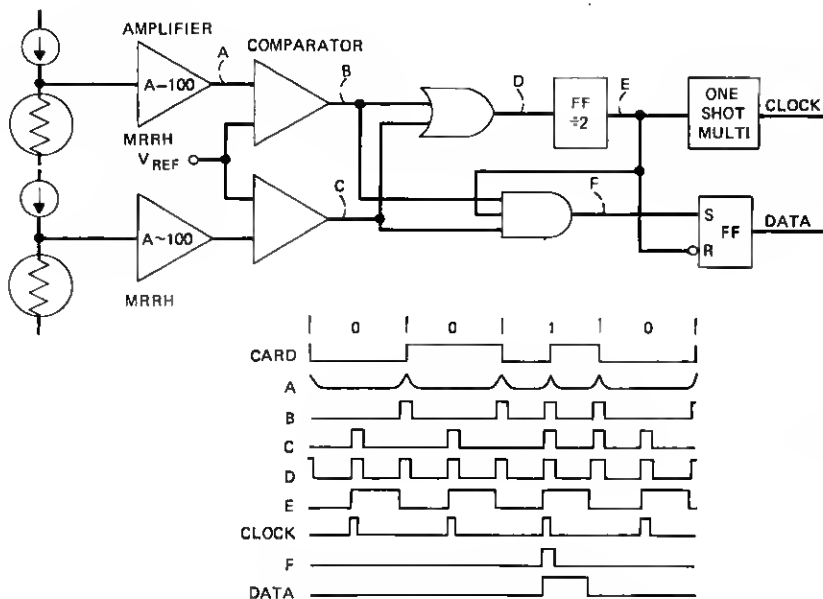 AMPLIFIER
A
COMPARATOR
B
D
E
A–100
FF
÷2
ONE
SHOT
MULTI
CLOCK
MRRH
V REF
C
F
A~100
S
R
FF
DATA
MRRH
| 0 | 0 | 1 | 0 |
CARD
A
B
C
D
E
CLOCK
F
DATA